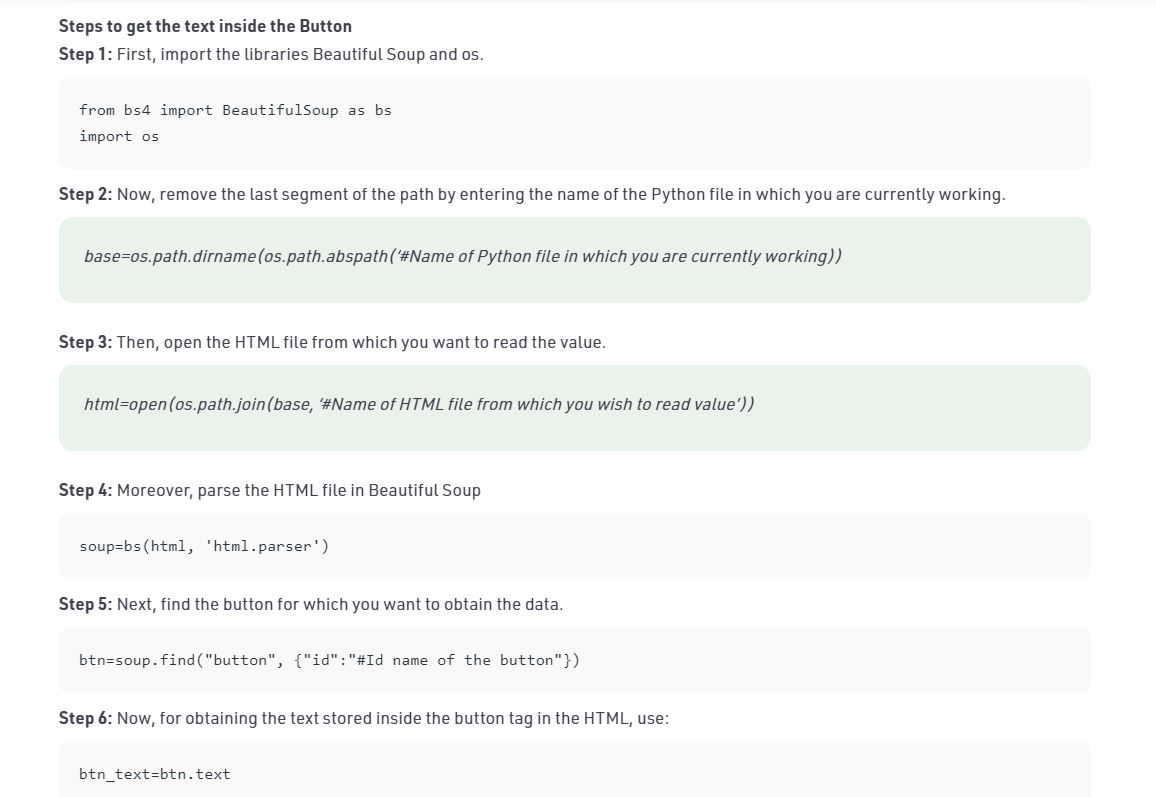 Steps to get the text inside the Button
Step 1: First, import the libraries Beautiful Soup and os.
from bs4 import BeautifulSoup as bs
import os
Step 2: Now, remove the last segment of the path by entering the name of the Python file in which you are currently working.
base=os.path.dirname(os.path.abspath(‘#Name of Python file in which you are currently working))
Step 3: Then, open the HTML file from which you want to read the value.
html=open(os.path.join(base, ‘#Name of HTML file from which you wish to read value’))
Step 4: Moreover, parse the HTML file in Beautiful Soup
soup=bs(html, 'html.parser')
Step 5: Next, find the button for which you want to obtain the data.
btn=soup.find("button", {"id":"#Id name of the button"})
Step 6: Now, for obtaining the text stored inside the button tag in the HTML, use:
btn_text=btn.text